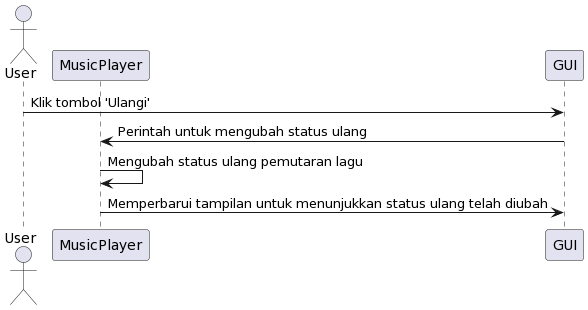 User
MusicPlayer
GUI
Klik tombol 'Ulangi'
Perintah untuk mengubah status ulang
Mengubah status ulang pemutaran lagu
Memperbarui tampilan untuk menunjukkan status ulang telah diubah
User
MusicPlayer
GUI